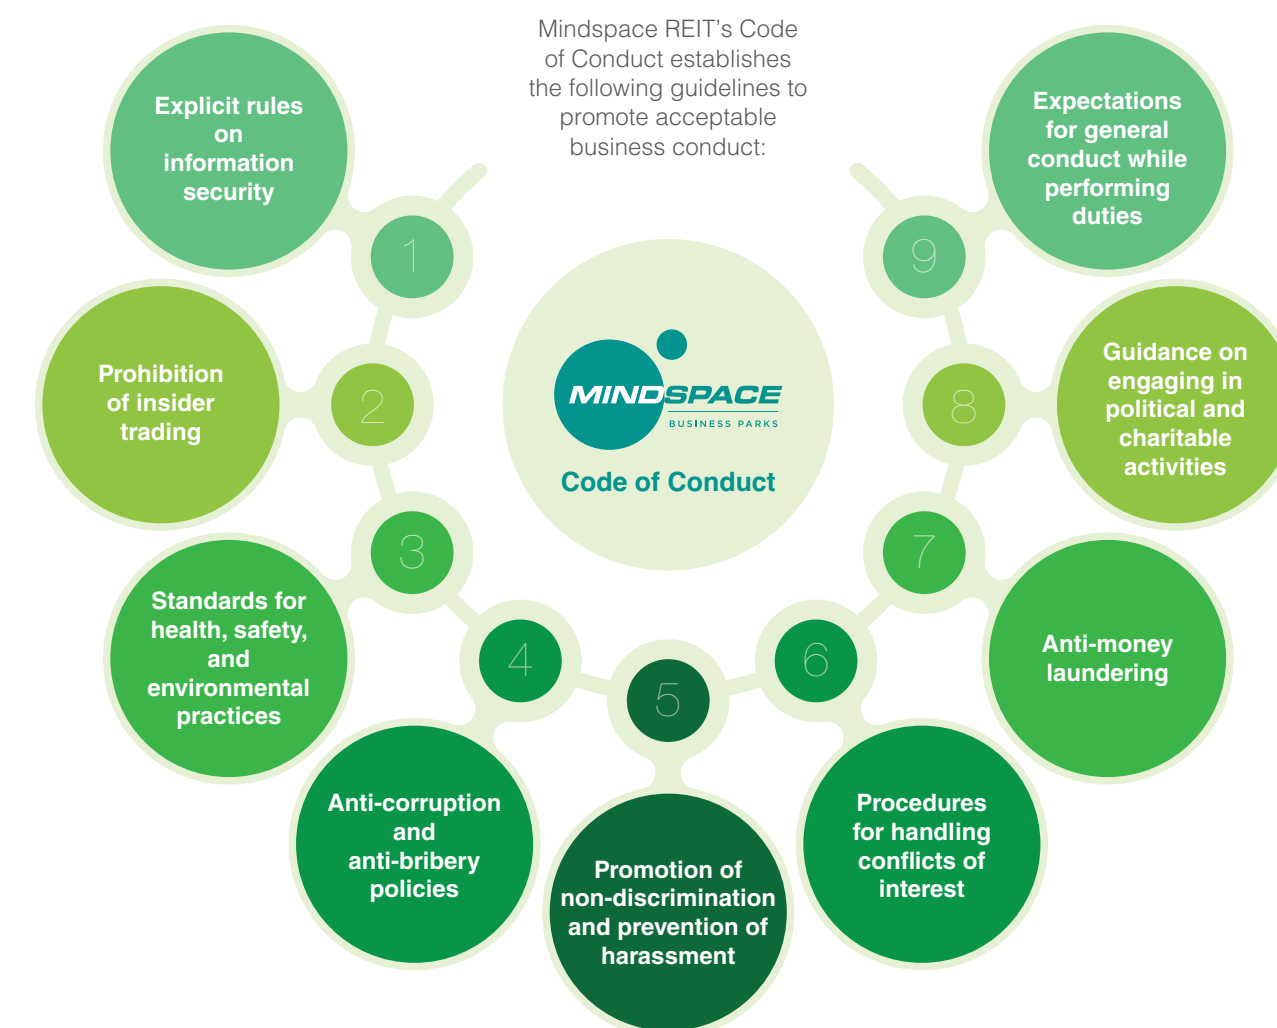 Mindspace REIT’s Code
of Conduct establishes
the following guidelines to
promote acceptable
business conduct:
MINDSPACE
BUSINESS PARKS
Code of Conduct
1
Explicit rules
on
information
security
2
Prohibition
of insider
trading
3
Standards for
health, safety,
and
environmental
practices
4
Anti-corruption
and
anti-bribery
policies
5
Promotion of
non-discrimination
and prevention of
harassment
6
Procedures
for handling
conflicts of
interest
7
Anti-money
laundering
8
Guidance on
engaging in
political and
charitable
activities
9
Expectations
for general
conduct while
performing
duties